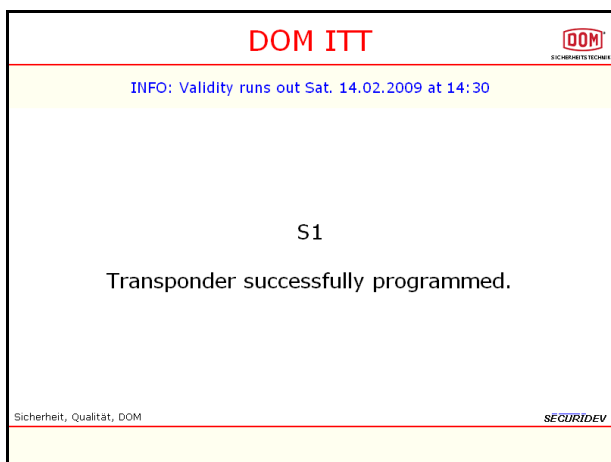 DOM ITT
DOM
SICHERHEITSTECHNIK
INFO: Validity runs out Sat. 14.02.2009 at 14:30
S1
Transponder successfully programmed.
Sicherheit, Qualität, DOM
SECURIDEV